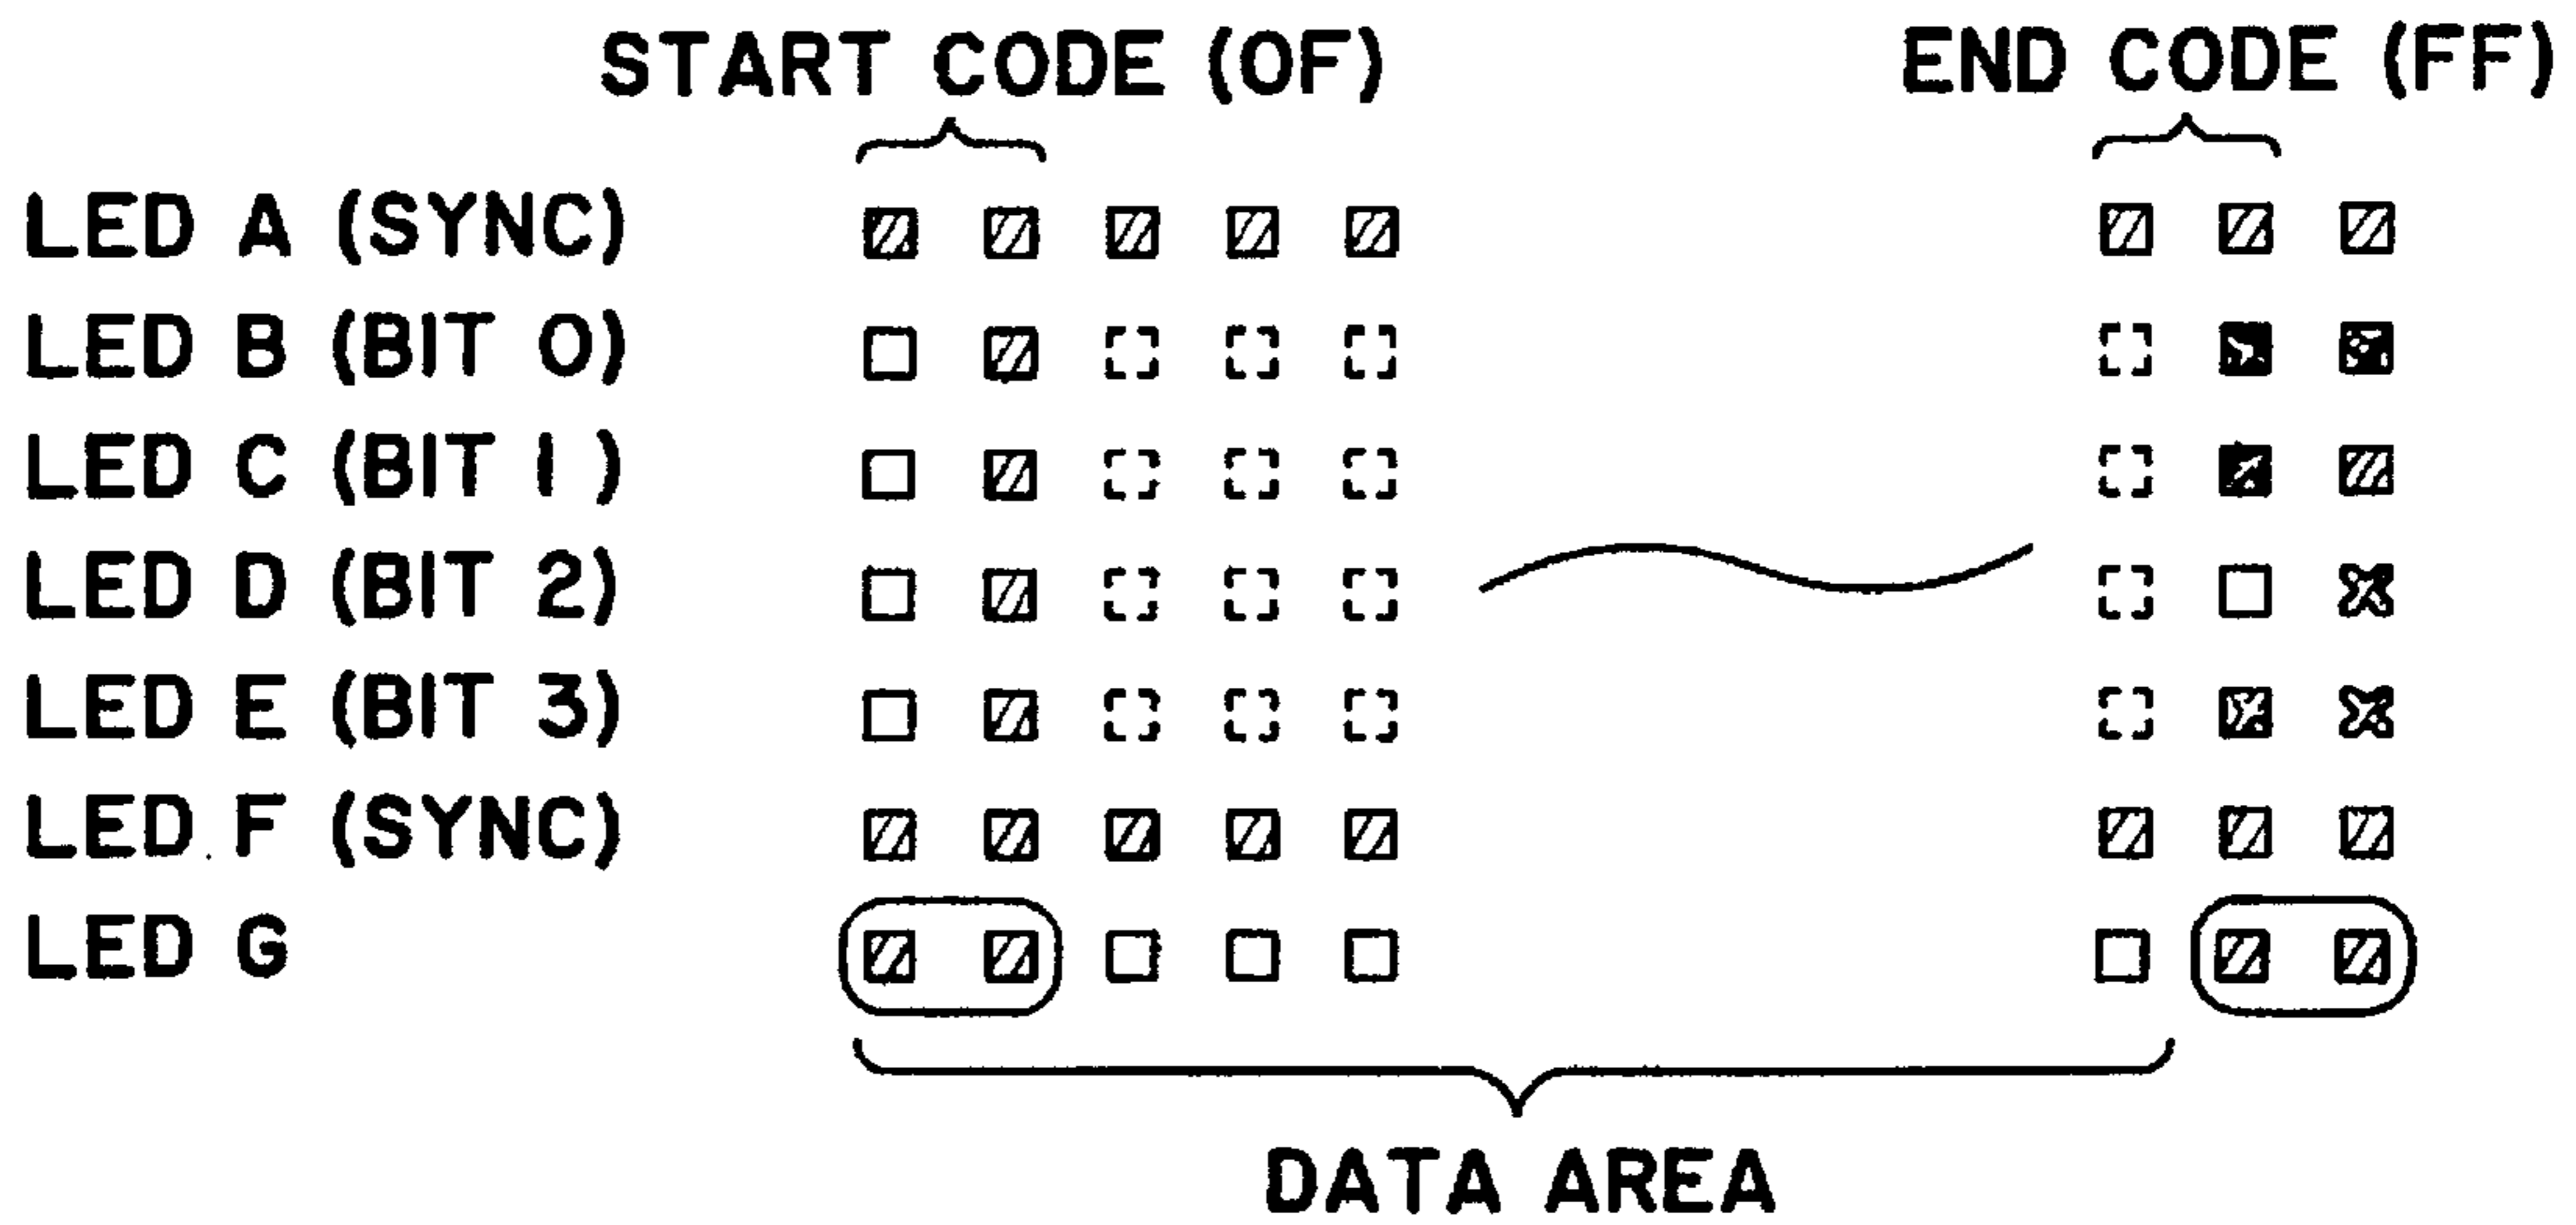 START CODE (0F)
END CODE (FF)
LED A (SYNC)
LED B (BIT 0)
LED C (BIT 1)
LED D (BIT 2)
LED E (BIT 3)
LED F (SYNC)
LED G
DATA AREA